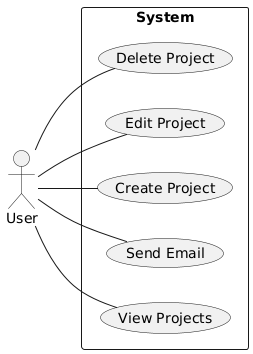 System
Delete Project
Edit Project
Create Project
User
Send Email
View Projects